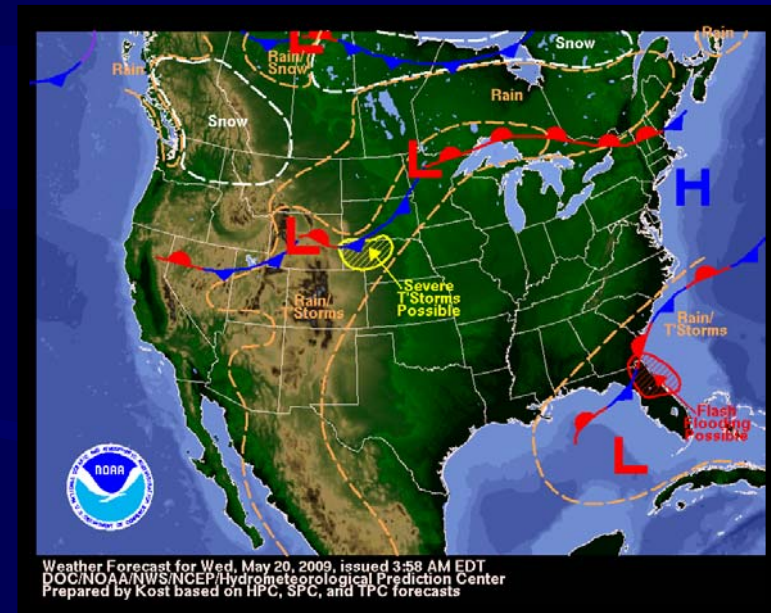 L
Rain
Rain/
Snow
Snow
Rain
Rain
Snow
L
H
L
Rain/
T'Storms
Severe
T'Storms
Possible
Rain/
T'Storms
Flash
Flooding
Possible
L
NOAA
Weather Forecast for Wed, May 20, 2009, issued 3:58 AM EDT
DOC/NOAA/NWS/NCEP/Hydrometeorological Prediction Center
Prepared by Kost based on HPC, SPC, and TPC forecasts